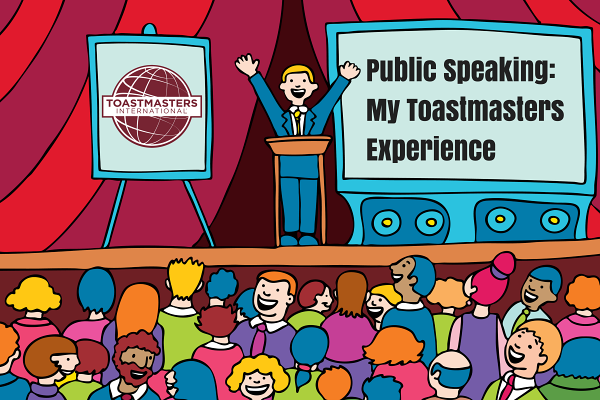 TOASTMASTERS
INTERNATIONAL
Public Speaking:
My Toastmasters
Experience